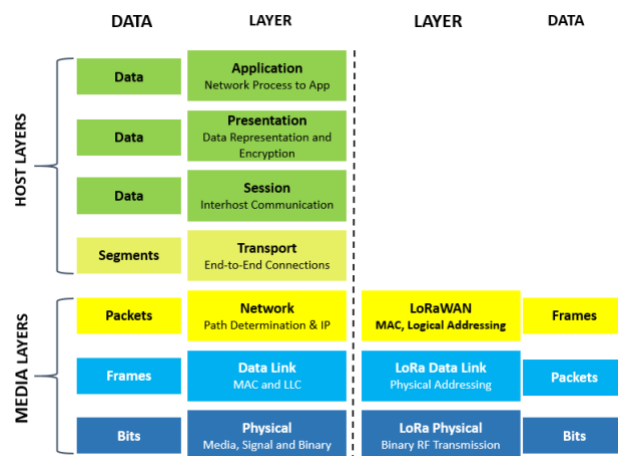 DATA LAYER LAYER DATA
HOST LAYERS
Data
Application
Network Process to App
Data
Presentation
Data Representation and
Encryption
Data
Session
Interhost Communication
Segments
Transport
End-to-End Connections
MEDIA LAYERS
Packets
Network
Path Determination & IP
LoRaWAN
MAC, Logical Addressing
Frames
Frames
Data Link
MAC and LLC
LoRa Data Link
Physical Addressing
Packets
Bits
Physical
Media, Signal and Binary
LoRa Physical
Binary RF Transmission
Bits